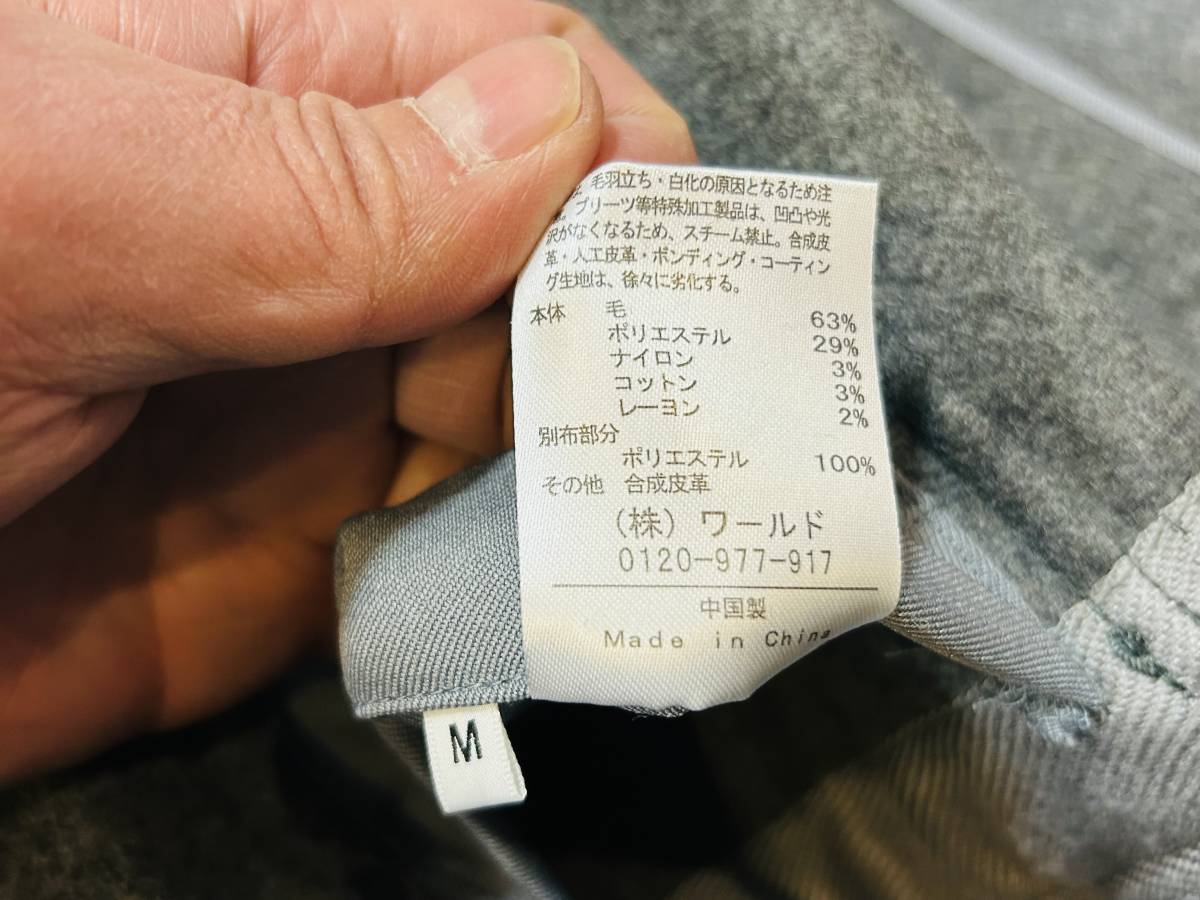 毛羽立ち・白化の原因となるため注
。プリーツ等特殊加工製品は、凹凸や光
沢がなくなるため、スチーム禁止。合成皮
革・人工皮革・ボンディング・コーティン
グ生地は、徐々に劣化する。
本体 毛 63%
ポリエステル 29%
ナイロン 3%
コットン 3%
レーヨン 2%
別布部分
ポリエステル 100%
その他 合成皮革
(株) ワールド
0120-977-917
中国製
Made in China
M